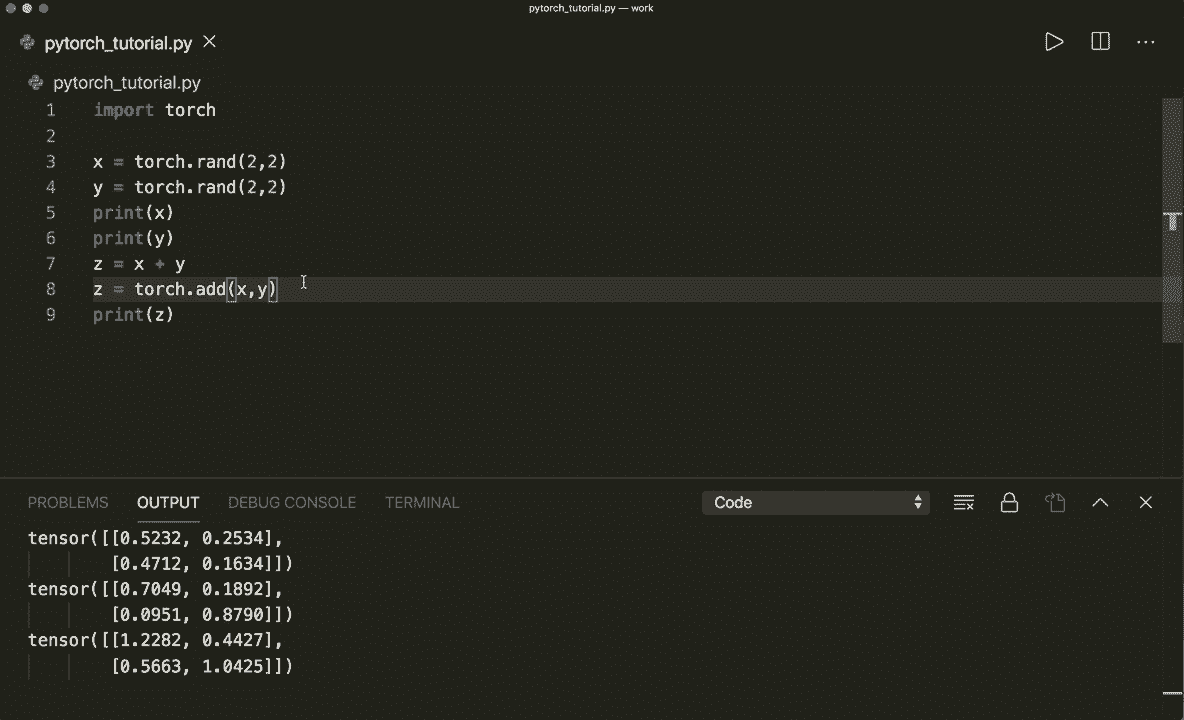 pytorch_tutorial.py — work
pytorch_tutorial.py
pytorch_tutorial.py
1 import torch
2
3 x = torch.rand(2,2)
4 y = torch.rand(2,2)
5 print(x)
6 print(y)
7 z = x + y
8 z = torch.add(x,y)
9 print(z)
PROBLEMS OUTPUT DEBUG CONSOLE TERMINAL Code
tensor([[0.5232, 0.2534],
[0.4712, 0.1634]])
tensor([[0.7049, 0.1892],
[0.0951, 0.8790]])
tensor([[1.2282, 0.4427],
[0.5663, 1.0425]])